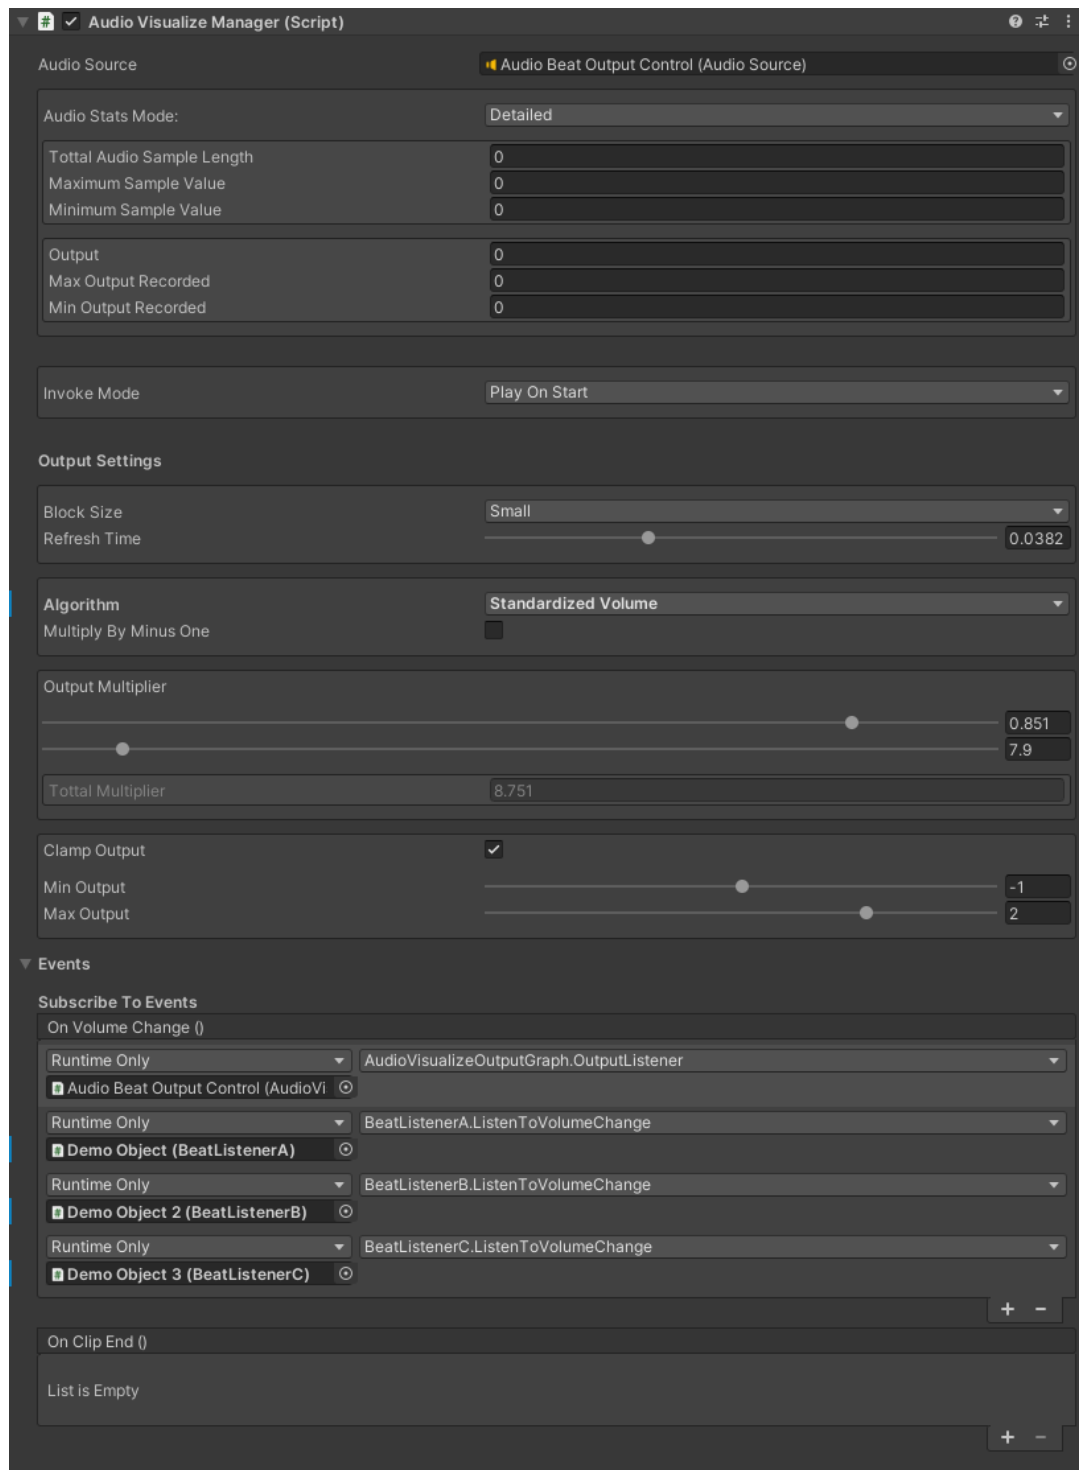 Audio Visualize Manager (Script)
Audio Source Audio Beat Output Control (Audio Source)
Audio Stats Mode: Detailed
Tottal Audio Sample Length 0
Maximum Sample Value 0
Minimum Sample Value 0
Output 0
Max Output Recorded 0
Min Output Recorded 0
Invoke Mode Play On Start
Output Settings
Block Size Small
Refresh Time 0.0382
Algorithm Standardized Volume
Multiply By Minus One
Output Multiplier
0.851
7.9
Tottal Multiplier 8.751
Clamp Output
Min Output -1
Max Output 2
Events
Subscribe To Events
On Volume Change ()
Runtime Only AudioVisualizeOutputGraph.OutputListener
Audio Beat Output Control (AudioVi
Runtime Only BeatListenerA.ListenToVolumeChange
Demo Object (BeatListenerA)
Runtime Only BeatListenerB.ListenToVolumeChange
Demo Object 2 (BeatListenerB)
Runtime Only BeatListenerC.ListenToVolumeChange
Demo Object 3 (BeatListenerC)
+ −
On Clip End ()
List is Empty
+ −